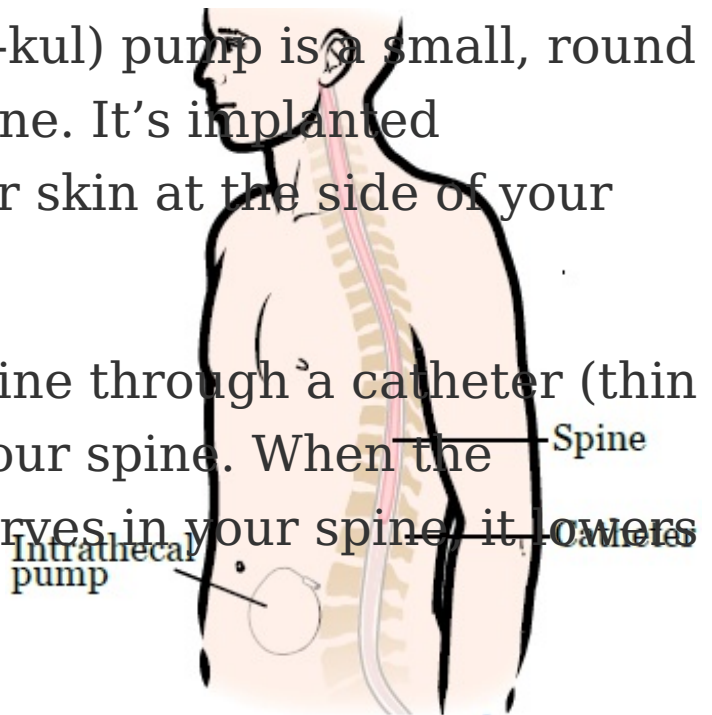 -kul) pump is a small, round
ne. It’s implanted
r skin at the side of your
ine through a catheter (thin
our spine. When the
rves in your spine, it lowers
Spine
Catheter
Intrathecal
pump